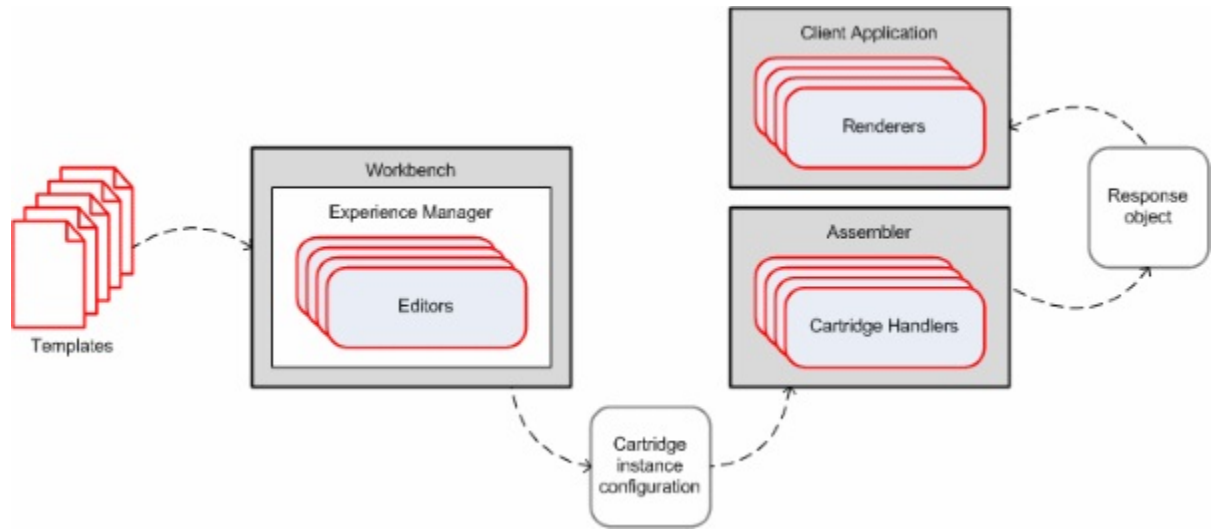 Templates
Workbench
Experience Manager
Editors
Cartridge
instance
configuration
Client Application
Renderers
Assembler
Cartridge Handlers
Response
object